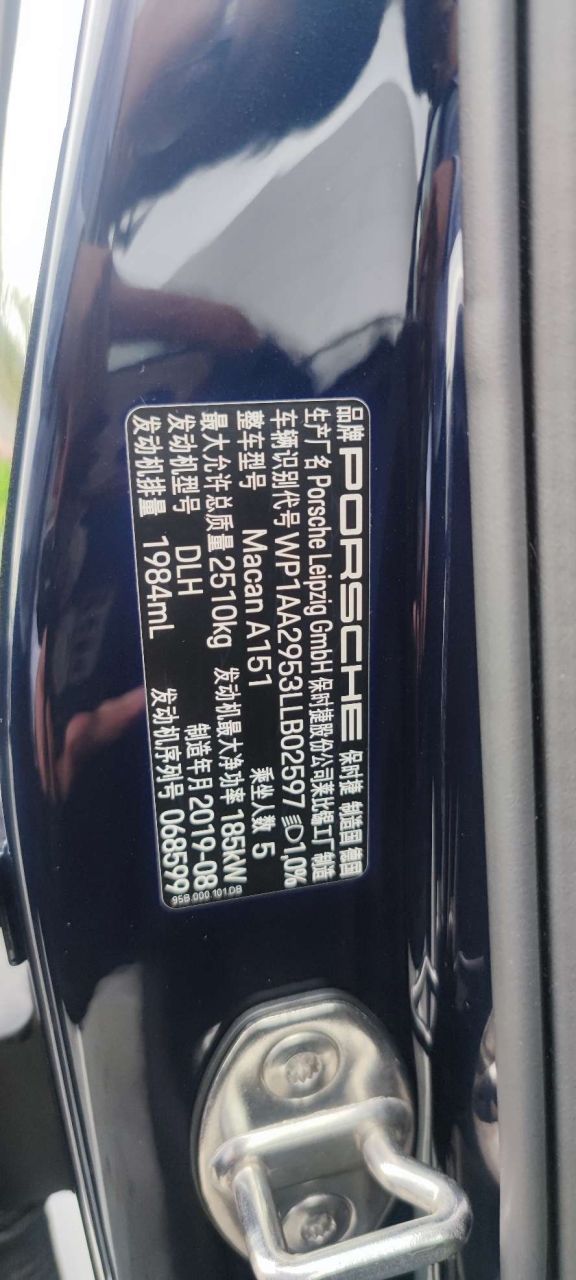 品牌 PORSCHE 保时捷 制造国 德国
生产厂名 Porsche Leipzig GmbH 保时捷股份公司莱比锡工厂制造
车辆识别代号 WP1AA2953LLB02597 1,0%
整车型号 Macan A151 乘坐人数 5
最大允许总质量 2510kg 发动机最大净功率 185kW
发动机型号 DLH 制造年月 2019-08
发动机排量 1984mL 发动机序列号 068599
95B.000.101.DB